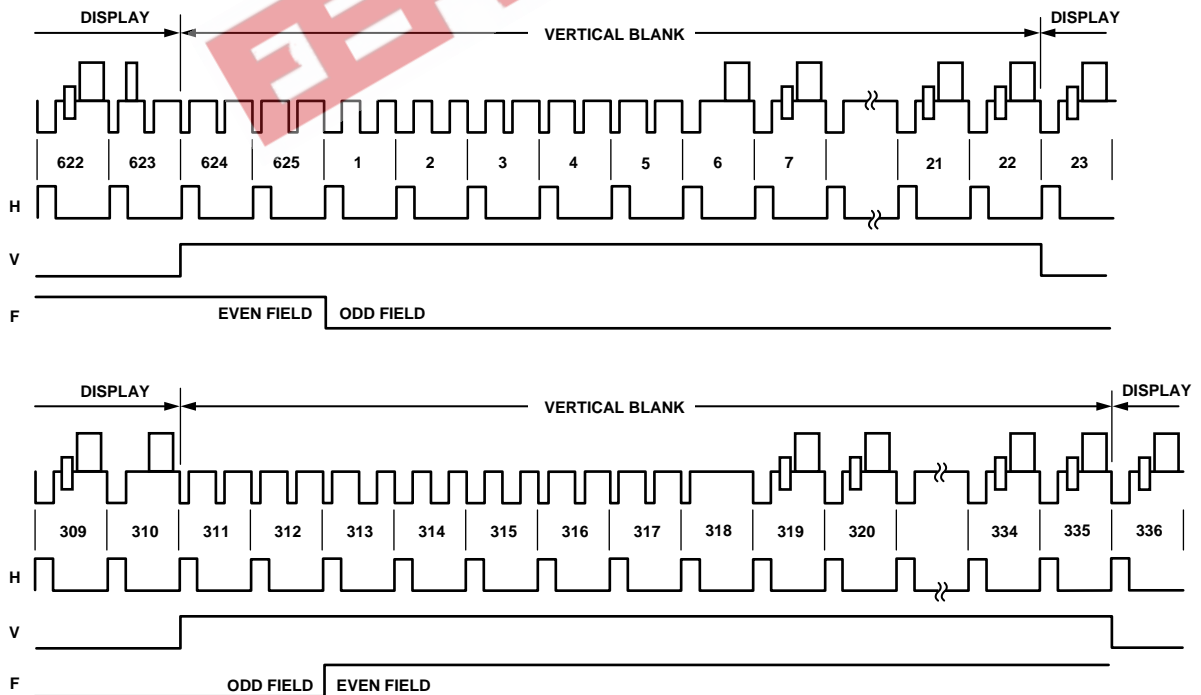 DISPLAY VERTICAL BLANK DISPLAY
622 623 624 625 1 2 3 4 5 6 7 21 22 23
H
V
F EVEN FIELD ODD FIELD
DISPLAY VERTICAL BLANK DISPLAY
309 310 311 312 313 314 315 316 317 318 319 320 334 335 336
H
V
F ODD FIELD EVEN FIELD